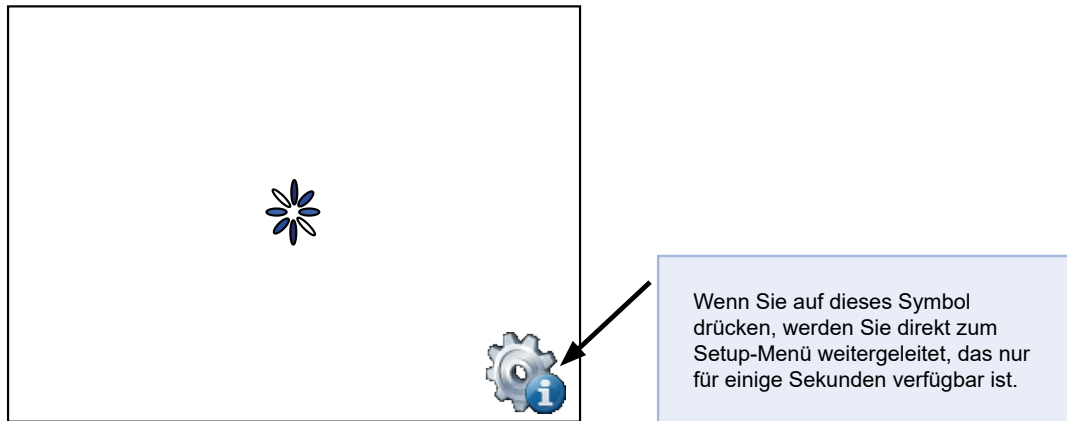 Wenn Sie auf dieses Symbol
drücken, werden Sie direkt zum
Setup-Menü weitergeleitet, das nur
für einige Sekunden verfügbar ist.
i